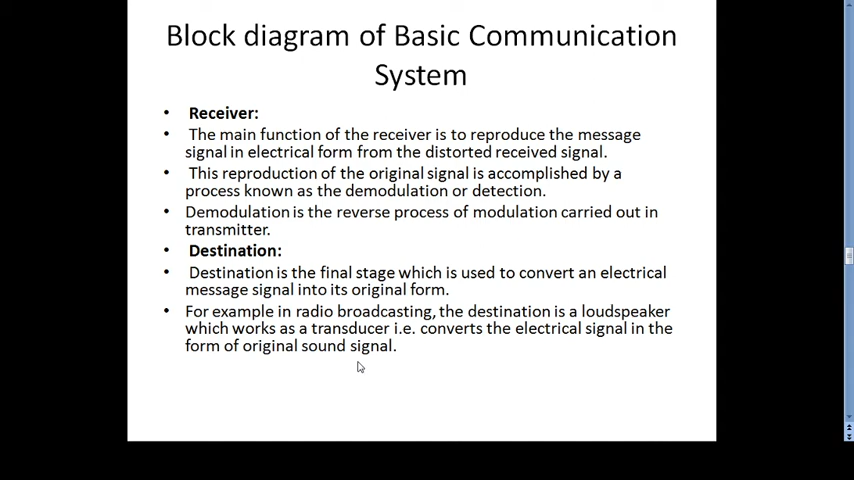 Block diagram of Basic Communication
System
• Receiver:
• The main function of the receiver is to reproduce the message
signal in electrical form from the distorted received signal.
• This reproduction of the original signal is accomplished by a
process known as the demodulation or detection.
• Demodulation is the reverse process of modulation carried out in
transmitter.
• Destination:
• Destination is the final stage which is used to convert an electrical
message signal into its original form.
• For example in radio broadcasting, the destination is a loudspeaker
which works as a transducer i.e. converts the electrical signal in the
form of original sound signal.